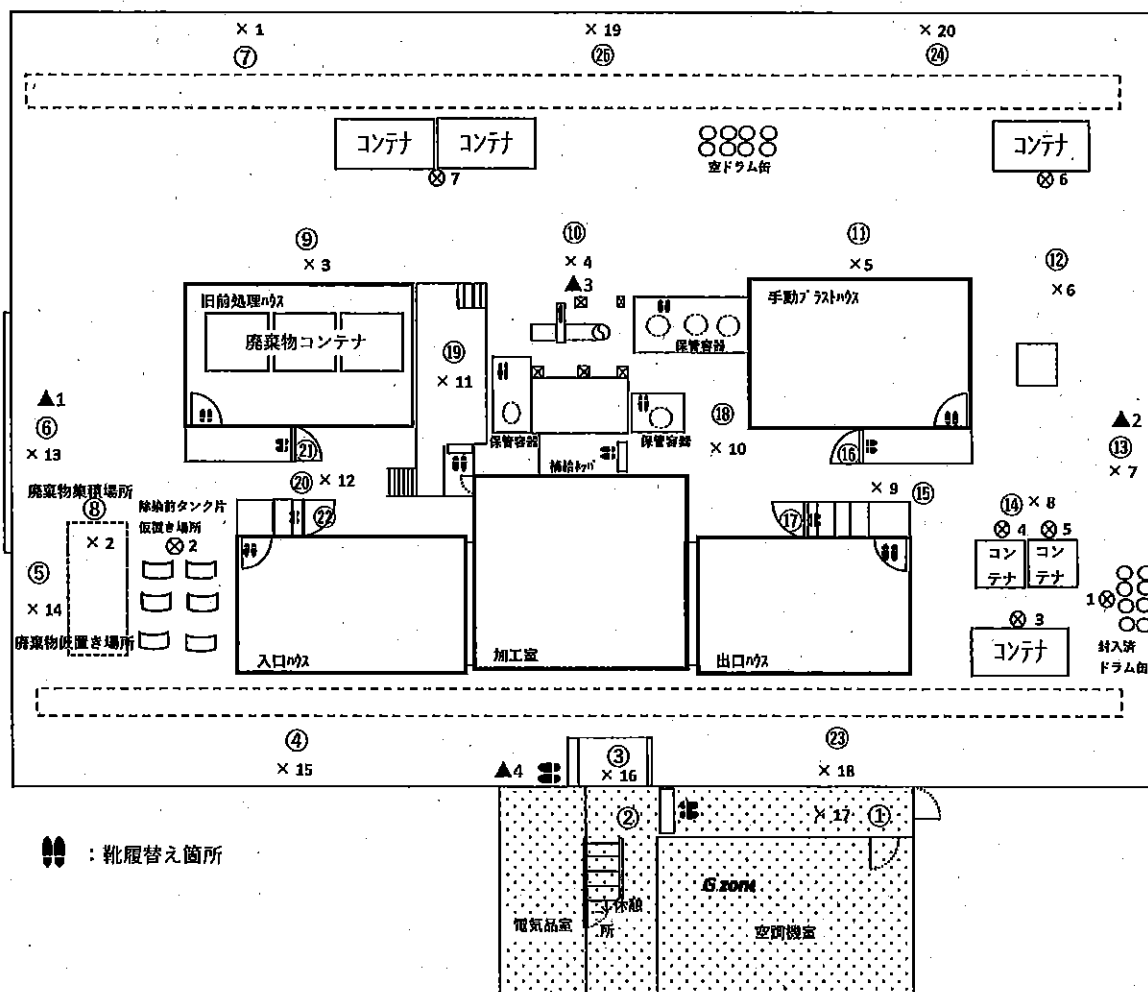 × 1
× 19
× 20
⑦
㉕
㉔
コンテナ
コンテナ
コンテナ
空ドラム缶
⊗ 7
⊗ 6
⑨
⑩
⑪
⑫
× 3
× 4
× 5
× 6
▲3
旧前処理ハウス
手動ブラストハウス
廃棄物コンテナ
保管容器
⑲
× 11
▲1
▲2
⑥
⑱
⑬
× 13
保管容器
保管容器
㉑
⑯
× 10
× 7
補給ホッパ
⑳ × 12
× 9 ⑮
廃棄物集積場所
⑧
除染前タンク片
仮置き場所
㉒
⑰
⑭ × 8
× 2
⊗ 2
⊗ 4
⊗ 5
⑤
コン
テナ
コン
テナ
× 14
1 ⊗
⊗ 3
廃棄物仮置き場所
入口ハウス
加工室
出口ハウス
コンテナ
封入済
ドラム缶
④
③
㉓
× 15
▲4
× 16
× 18
②
× 17
①
：靴履替え箇所
G zone
電気品室
休憩
所
空調機室